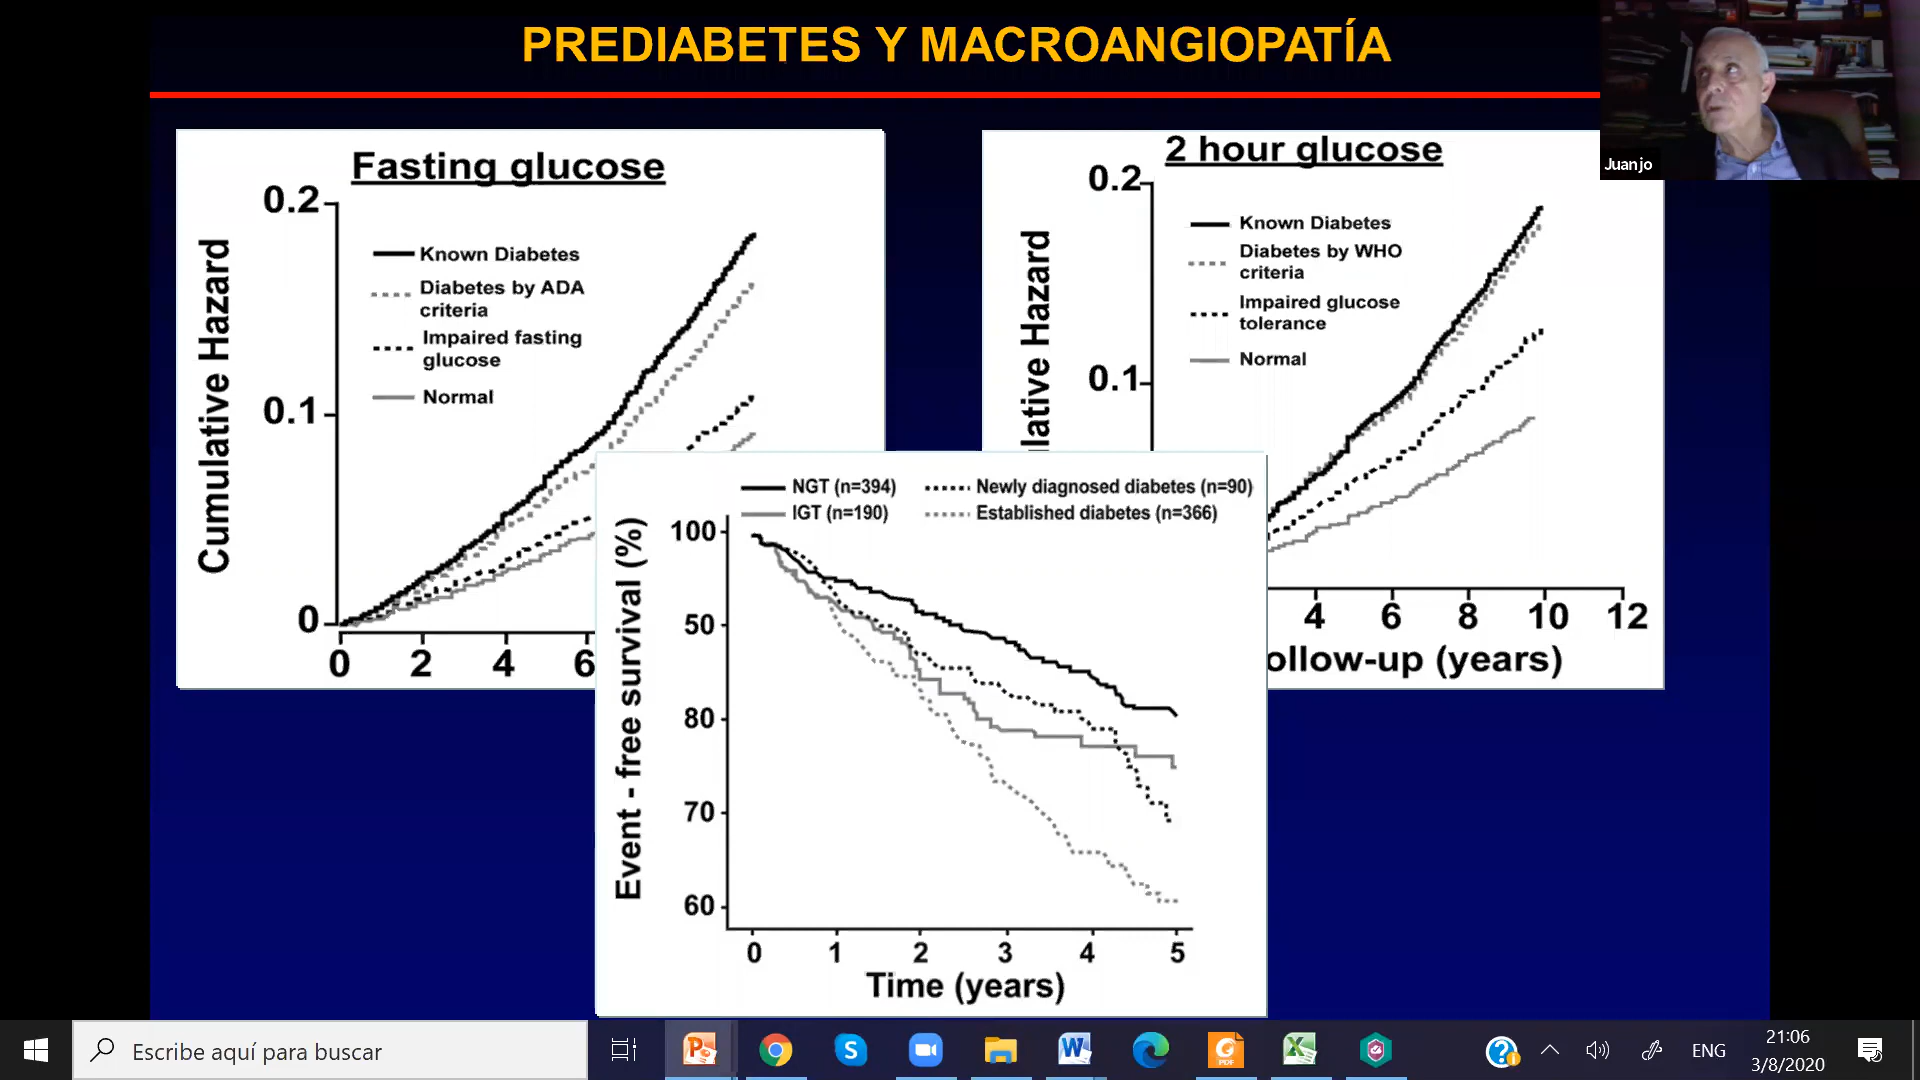 PREDIABETES Y MACROANGIOPATÍA
Juanjo
Fasting glucose
Cumulative Hazard
0.2
0.1
0
Known Diabetes
Diabetes by ADA
criteria
Impaired fasting
glucose
Normal
0 2 4 6
2 hour glucose
lative Hazard
0.2
0.1
Known Diabetes
Diabetes by WHO
criteria
Impaired glucose
tolerance
Normal
4 6 8 10 12
ollow-up (years)
NGT (n=394)
IGT (n=190)
Newly diagnosed diabetes (n=90)
Established diabetes (n=366)
Event - free survival (%)
100
50
80
70
60
0 1 2 3 4 5
Time (years)
Escribe aquí para buscar
ENG
21:06
3/8/2020